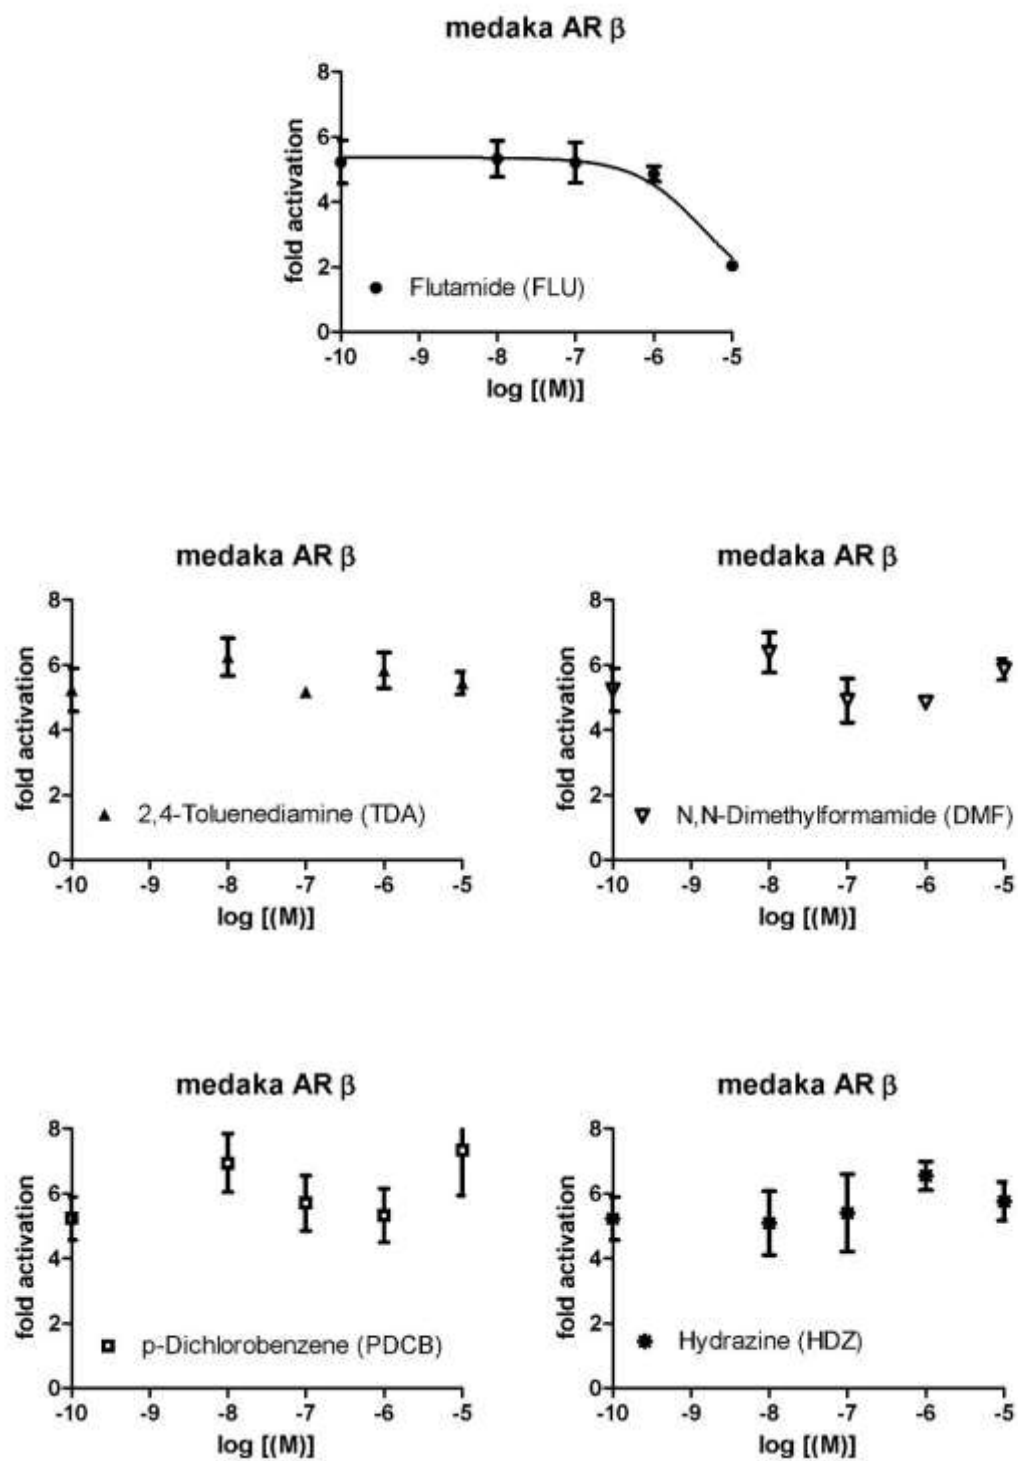 medaka AR β
8
6
4
2
0
fold activation
Flutamide (FLU)
-10 -9 -8 -7 -6 -5
log [(M)]
medaka AR β
8
6
4
2
0
fold activation
2,4-Toluenediamine (TDA)
-10 -9 -8 -7 -6 -5
log [(M)]
medaka AR β
8
6
4
2
0
fold activation
N,N-Dimethylformamide (DMF)
-10 -9 -8 -7 -6 -5
log [(M)]
medaka AR β
8
6
4
2
0
fold activation
p-Dichlorobenzene (PDCB)
-10 -9 -8 -7 -6 -5
log [(M)]
medaka AR β
8
6
4
2
0
fold activation
Hydrazine (HDZ)
-10 -9 -8 -7 -6 -5
log [(M)]